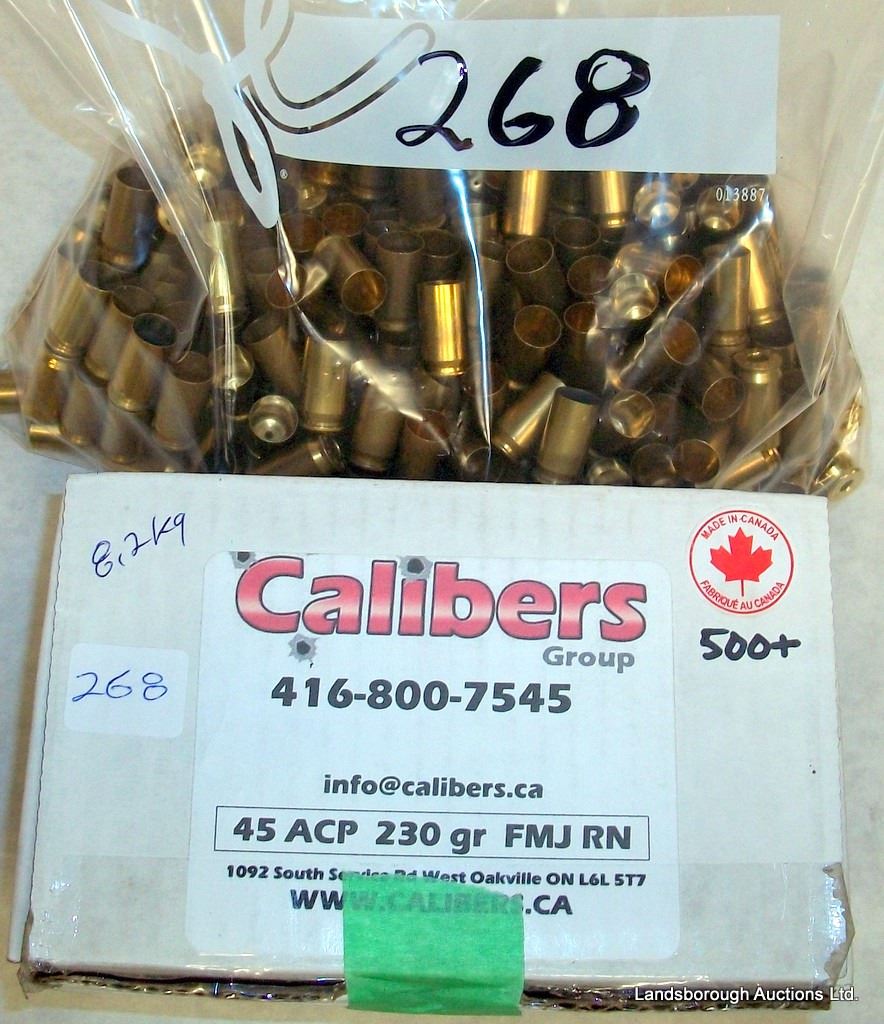 268
®
013887
8,2Kg
MADE IN CANADA
FABRIQUÉ AU CANADA
500+
268
Calibers
Group
416-800-7545
info@calibers.ca
45 ACP 230 gr FMJ RN
1092 South Service Rd West Oakville ON L6L 5T7
WWW.CALIBERS.CA
Landsborough Auctions Ltd.